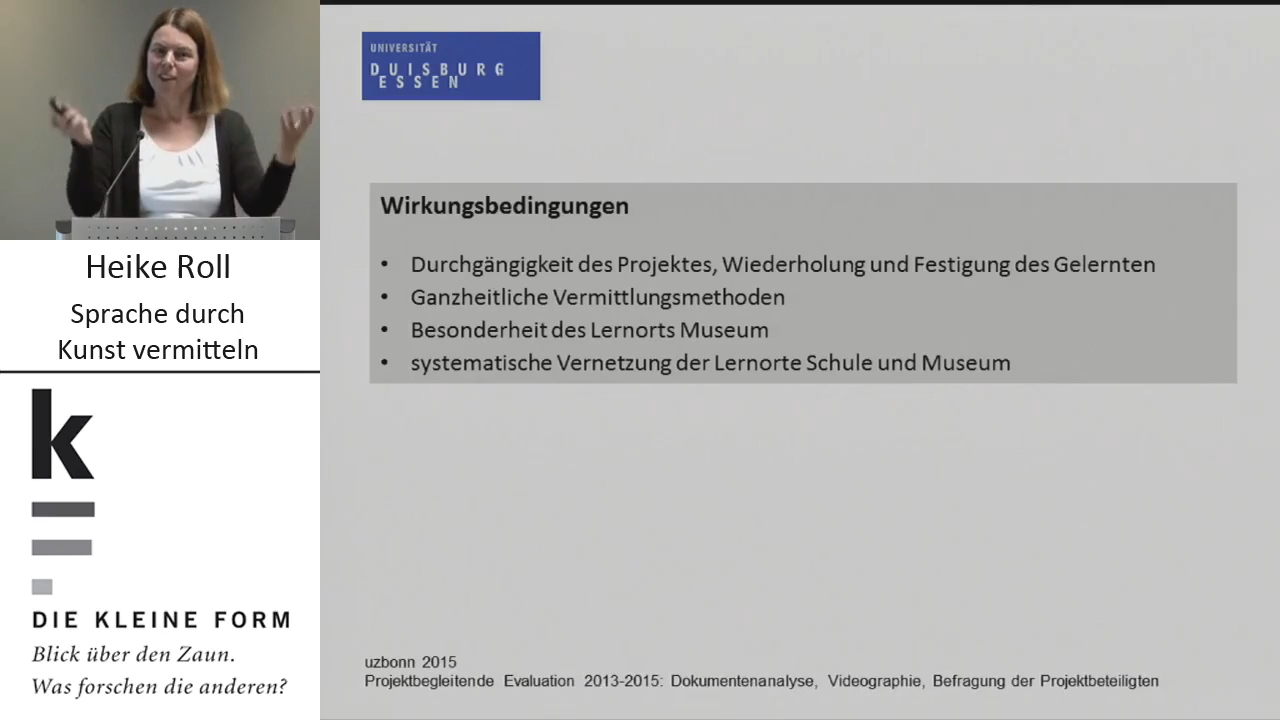 Heike Roll
Sprache durch
Kunst vermitteln
k
DIE KLEINE FORM
Blick über den Zaun.
Was forschen die anderen?
UNIVERSITÄT
DUISBURG
ESSEN
Wirkungsbedingungen
• Durchgängigkeit des Projektes, Wiederholung und Festigung des Gelernten
• Ganzheitliche Vermittlungsmethoden
• Besonderheit des Lernorts Museum
• systematische Vernetzung der Lernorte Schule und Museum
uzbonn 2015
Projektbegleitende Evaluation 2013-2015: Dokumentenanalyse, Videographie, Befragung der Projektbeteiligten